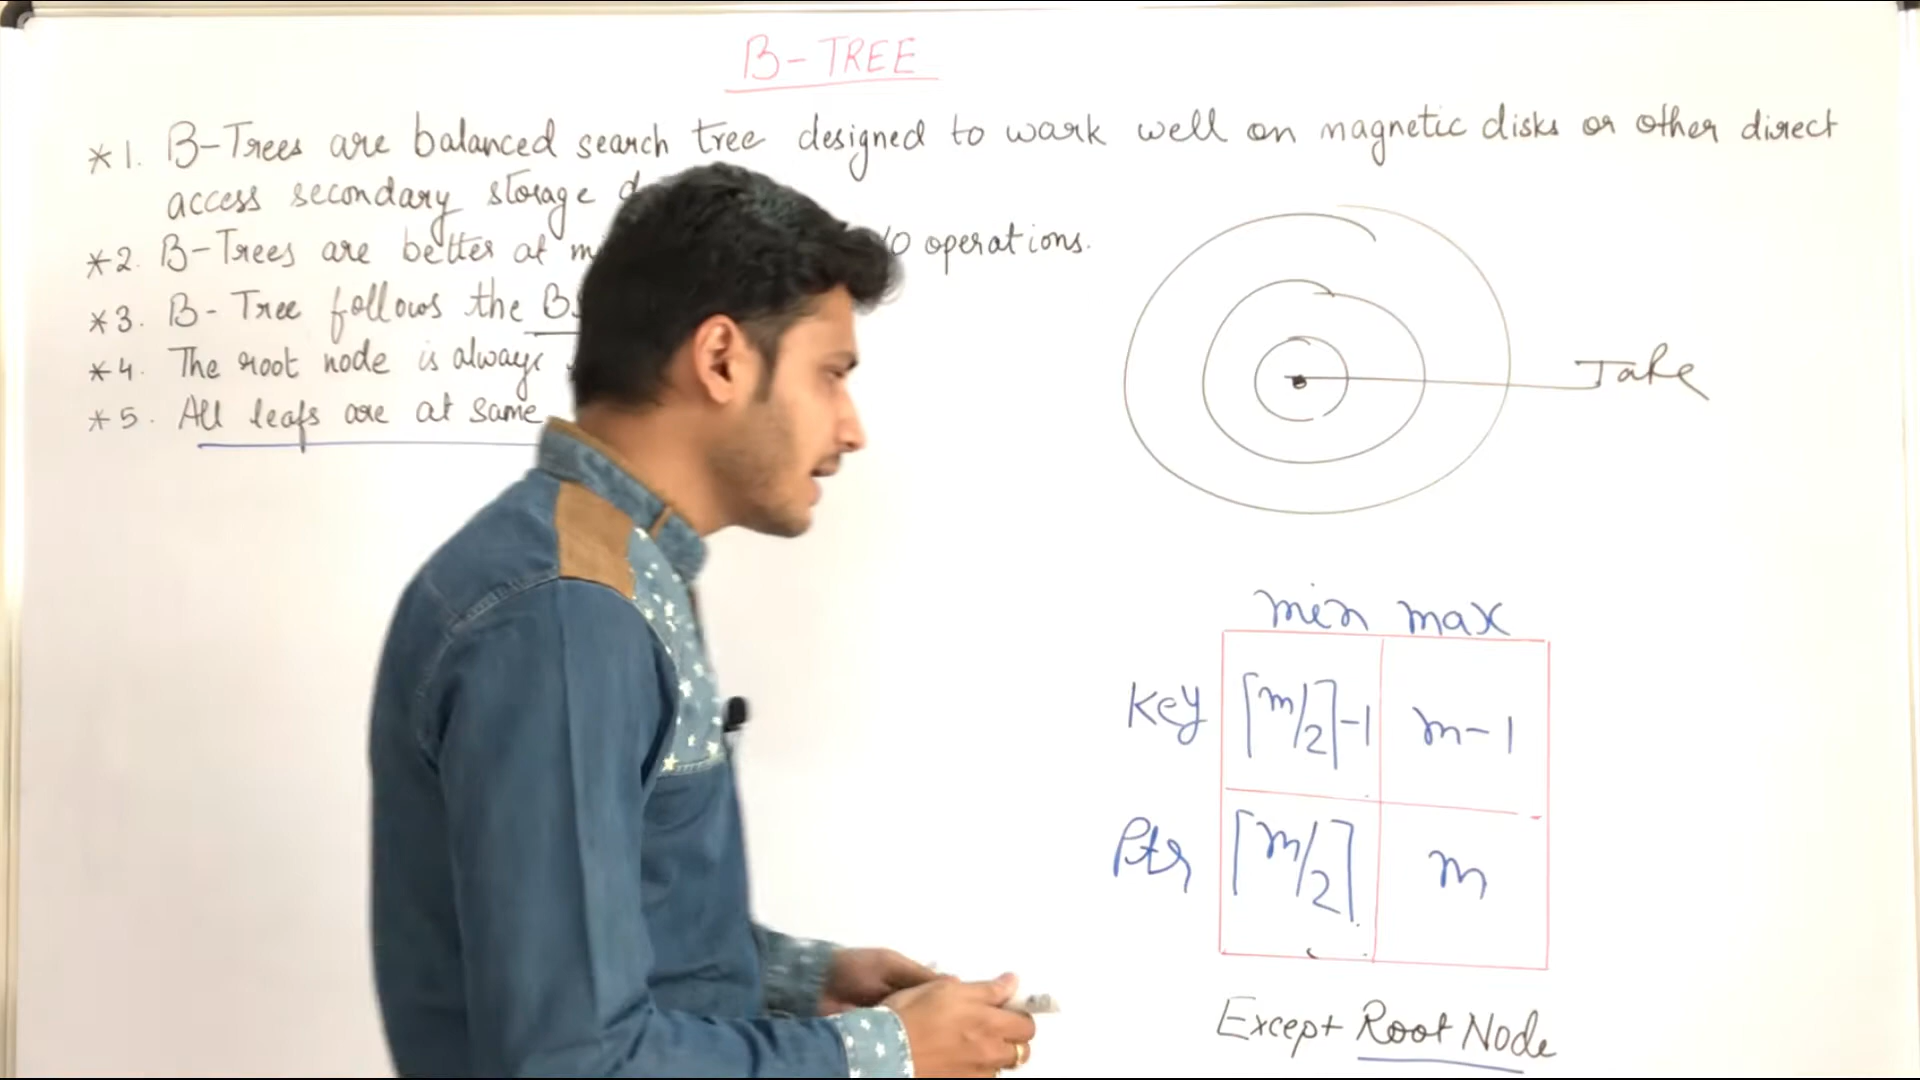 B-TREE
*1. B-Trees are balanced search tree designed to work well on magnetic disks or other direct
access secondary storage d
*2. B-Trees are better at m /O operations.
*3. B-Tree follows the BS
*4. The root node is always
*5. All leafs are at same
min max
Key ⌈m/2⌉-1 m-1
Ptr ⌈m/2⌉ m
Except Root Node